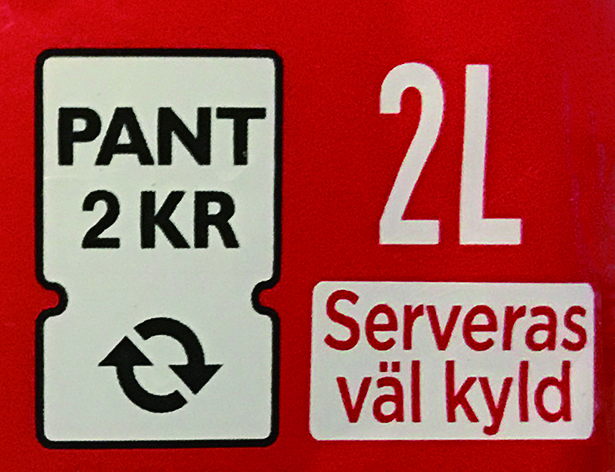 PANT
2 KR
2L
Serveras
väl kyld